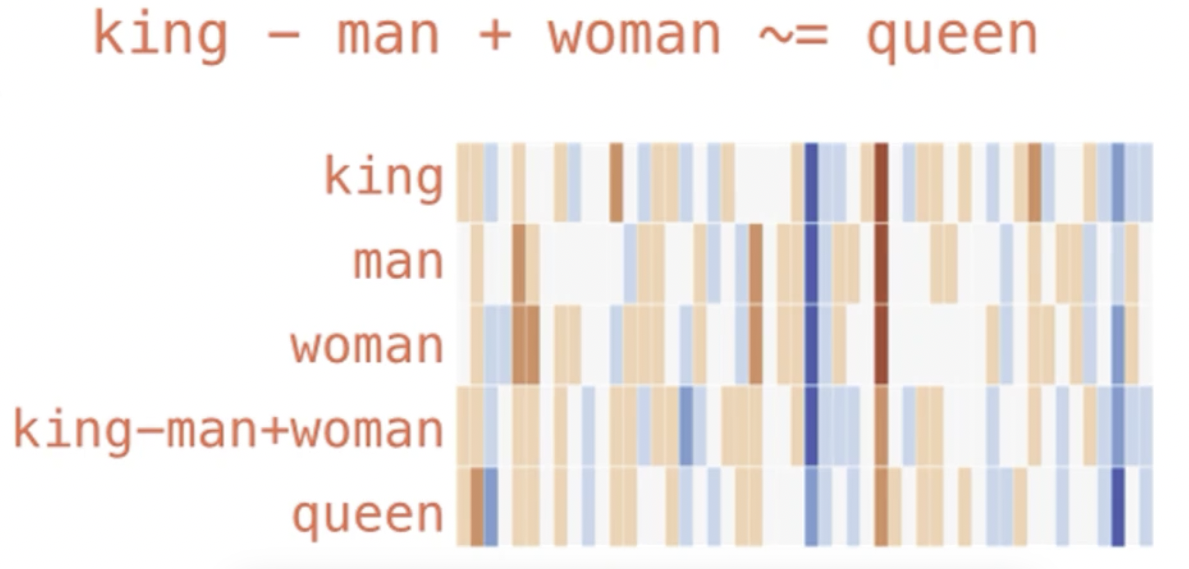 king − man + woman ~= queen
king
man
woman
king−man+woman
queen